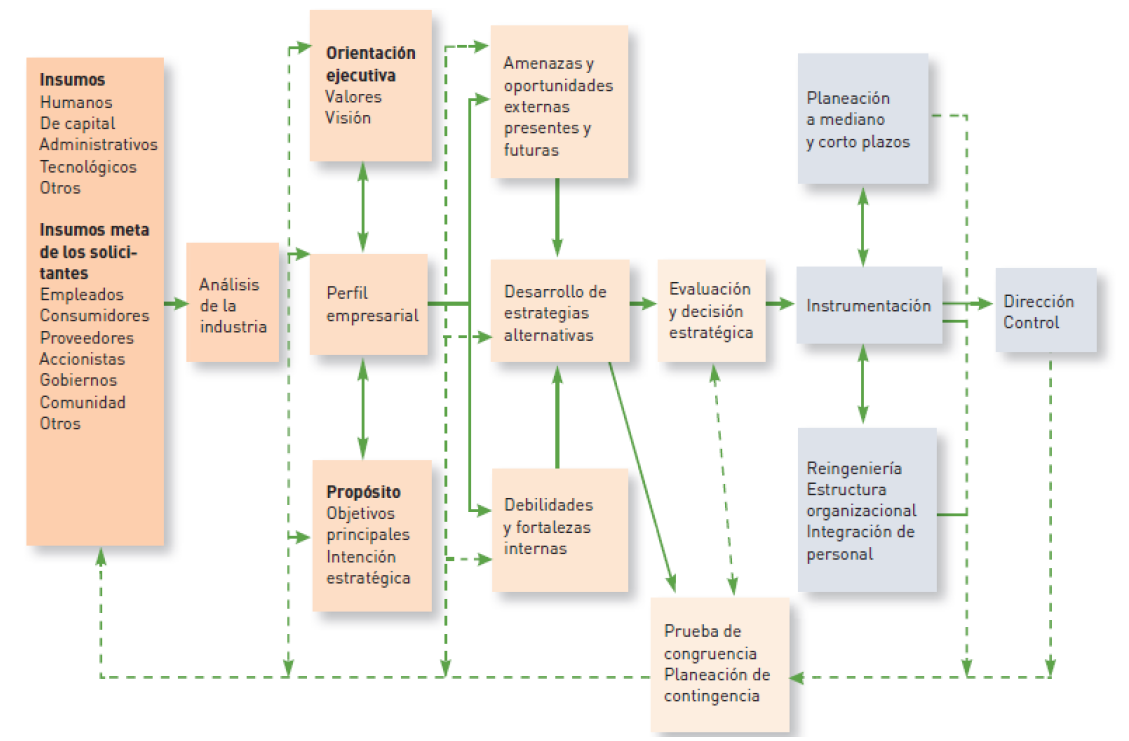 Insumos
Humanos
De capital
Administrativos
Tecnológicos
Otros
Insumos meta
de los solici-
tantes
Empleados
Consumidores
Proveedores
Accionistas
Gobiernos
Comunidad
Otros
Análisis
de la
industria
Orientación
ejecutiva
Valores
Visión
Perfil
empresarial
Propósito
Objetivos
principales
Intención
estratégica
Amenazas y
oportunidades
externas
presentes y
futuras
Desarrollo de
estrategias
alternativas
Debilidades
y fortalezas
internas
Evaluación
y decisión
estratégica
Prueba de
congruencia
Planeación de
contingencia
Planeación
a mediano
y corto plazos
Instrumentación
Reingeniería
Estructura
organizacional
Integración de
personal
Dirección
Control